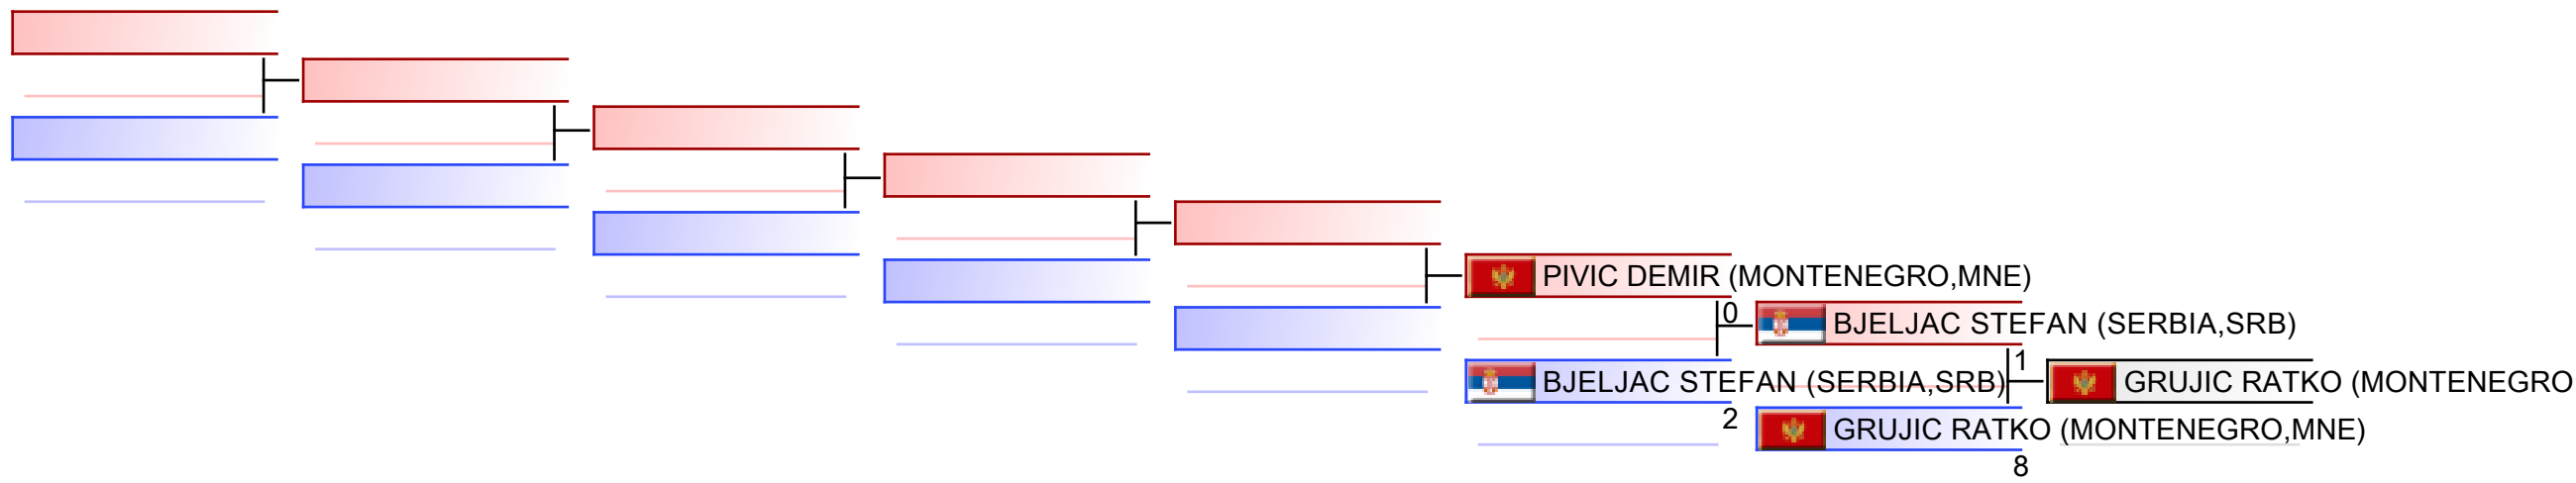 PIVIC DEMIR (MONTENEGRO,MNE)
0
BJELJAC STEFAN (SERBIA,SRB)
BJELJAC STEFAN (SERBIA,SRB)
1
GRUJIC RATKO (MONTENEGRO
2
GRUJIC RATKO (MONTENEGRO,MNE)
8